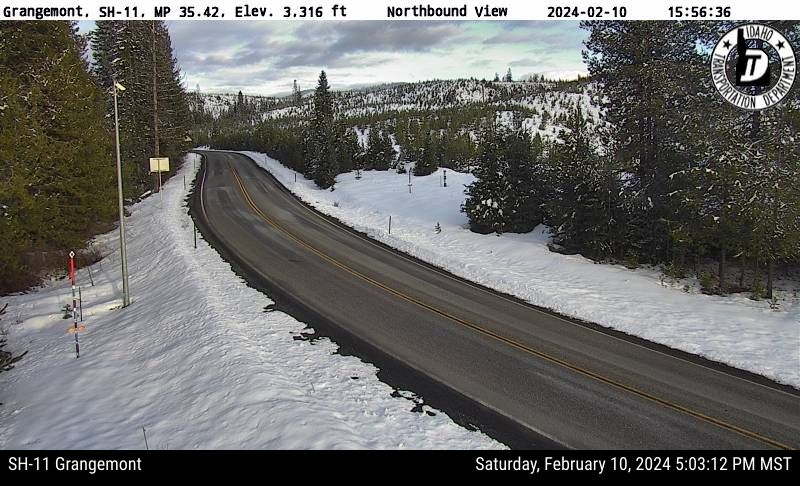 Grangemont, SH-11, MP 35.42, Elev. 3,316 ft Northbound View 2024-02-10 15:56:36
IDAHO
TRANSPORTATION DEPARTMENT
SH-11 Grangemont Saturday, February 10, 2024 5:03:12 PM MST